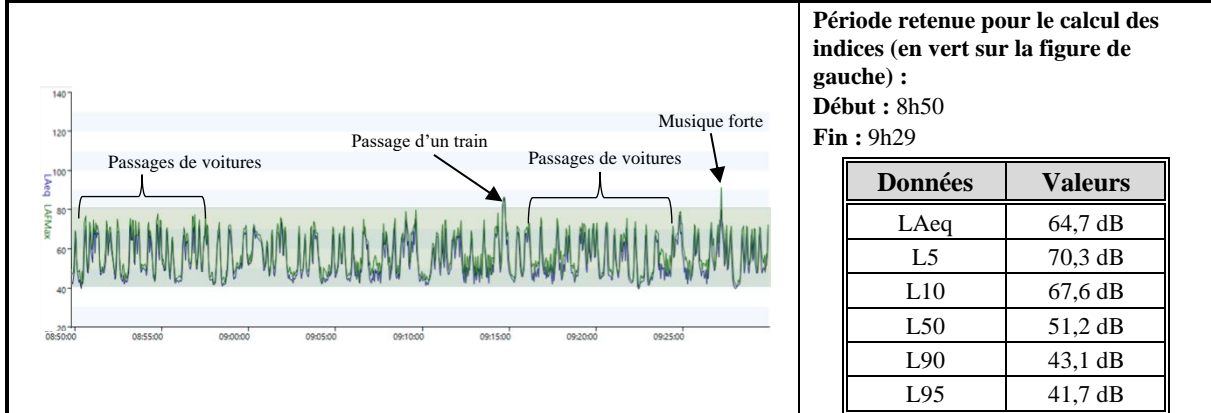 140
120
100
80
60
40
20
LAeq LAFMax
Passages de voitures
Passage d'un train
Passages de voitures
Musique forte
08:50:00 08:55:00 09:00:00 09:05:00 09:10:00 09:15:00 09:20:00 09:25:00
Période retenue pour le calcul des
indices (en vert sur la figure de
gauche) :
Début : 8h50
Fin : 9h29
Données Valeurs
LAeq 64,7 dB
L5 70,3 dB
L10 67,6 dB
L50 51,2 dB
L90 43,1 dB
L95 41,7 dB